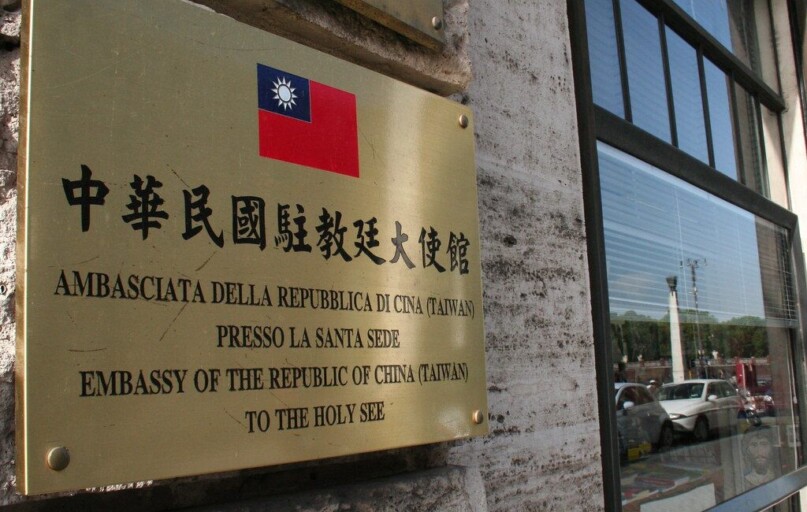 中華民國駐教廷大使館
AMBASCIATA DELLA REPUBBLICA DI CINA (TAIWAN)
PRESSO LA SANTA SEDE
EMBASSY OF THE REPUBLIC OF CHINA (TAIWAN)
TO THE HOLY SEE